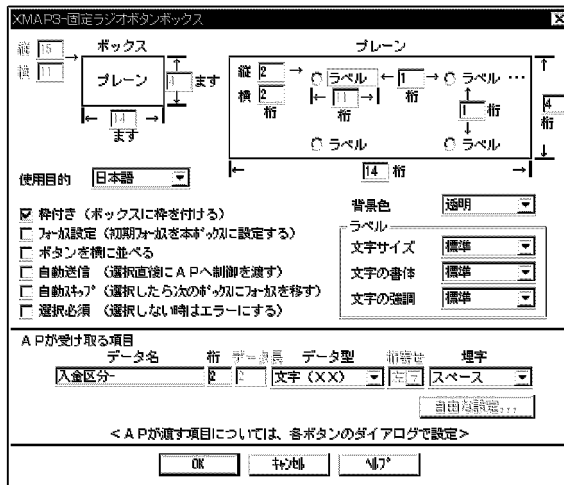 XMAP3-固定ラジオボタンボックス
ボックス
プレーン
縦 15
横 11
プレーン
4 ます
14
ます
縦 2
横 2
桁
ラベル
1
ラベル …
11
桁
1
桁
4
桁
ラベル
ラベル
14 桁
使用目的 日本語
背景色 透明
枠付き（ボックスに枠を付ける）
フォーカス設定（初期フォーカスを本ボックスに設定する）
ボタンを横に並べる
自動送信（選択直後にＡＰへ制御を渡す）
自動スキップ（選択したら次のボックスにフォーカスを移す）
選択必須（選択しない時はエラーにする）
ラベル
文字サイズ 標準
文字の書体 標準
文字の強調 標準
ＡＰが受け取る項目
データ名 桁 データ長 データ型 桁寄せ 埋字
入金区分- 2 2 文字（ＸＸ） 左 スペース
自由な設定...
＜ＡＰが渡す項目については、各ボタンのダイアログで設定＞
OK キャンセル ヘルプ